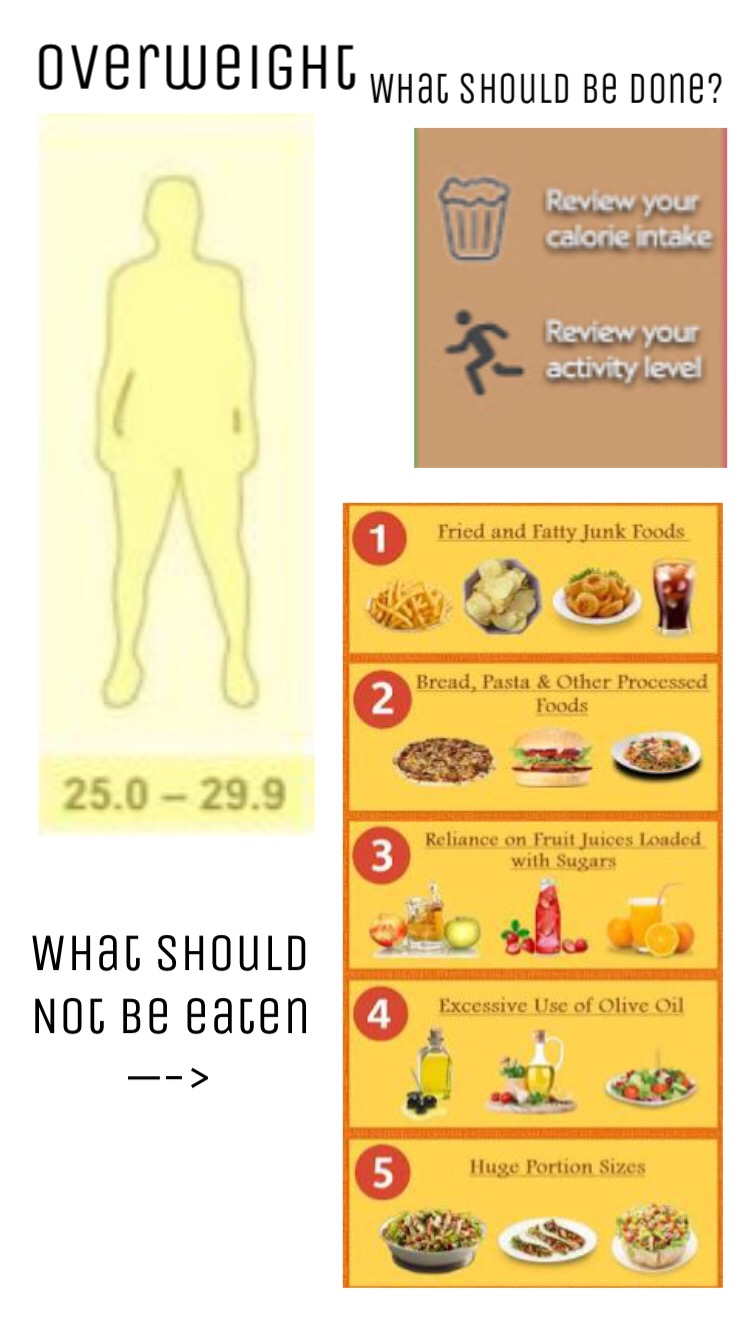 OVERWEIGHT
WHAT SHOULD BE DONE?
Review your
calorie intake
Review your
activity level
25.0 – 29.9
WHAT SHOULD
NOT BE EATEN
—->
1
Fried and Fatty Junk Foods
2
Bread, Pasta & Other Processed
Foods
3
Reliance on Fruit Juices Loaded
with Sugars
4
Excessive Use of Olive Oil
5
Huge Portion Sizes